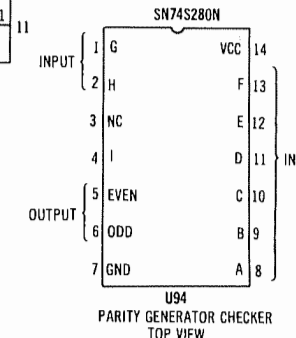 1
11
SN74S280N
INPUT
1 G VCC 14
2 H F 13
3 NC E 12
4 I D 11
IN
OUTPUT
5 EVEN C 10
6 ODD B 9
7 GND A 8
U94
PARITY GENERATOR CHECKER
TOP VIEW